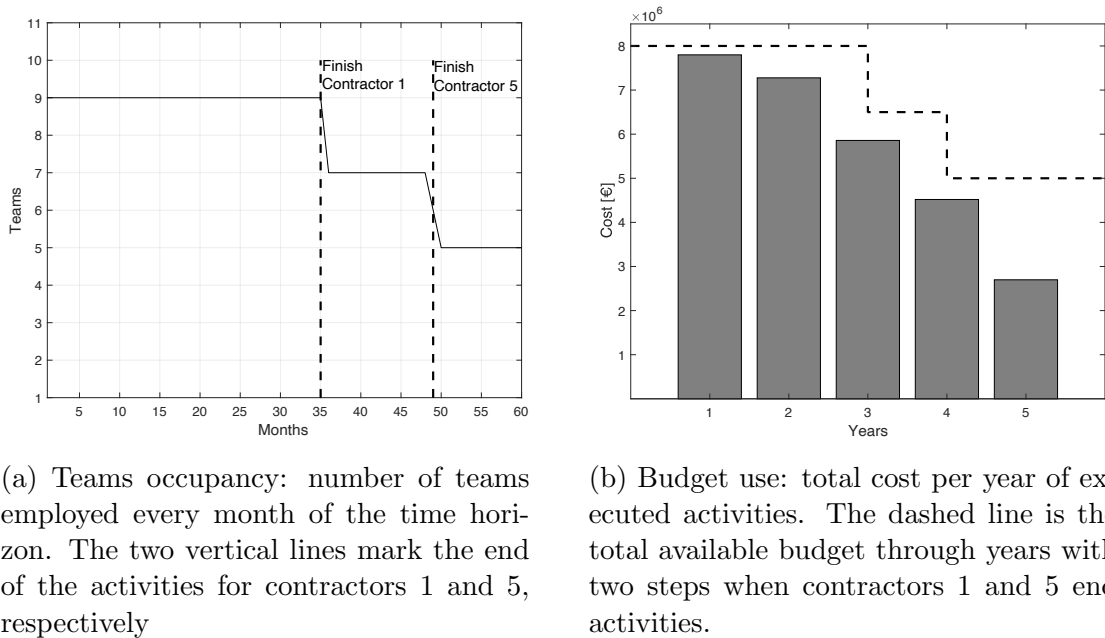 11
10
9
8
7
6
5
4
3
2
1
Teams
Finish
Contractor 1
Finish
Contractor 5
5 10 15 20 25 30 35 40 45 50 55 60
Months
×10⁶
8
7
6
5
4
3
2
1
Cost [€]
1 2 3 4 5
Years
(a) Teams occupancy: number of teams
employed every month of the time hori-
zon. The two vertical lines mark the end
of the activities for contractors 1 and 5,
respectively
(b) Budget use: total cost per year of ex
ecuted activities. The dashed line is th
total available budget through years with
two steps when contractors 1 and 5 end
activities.